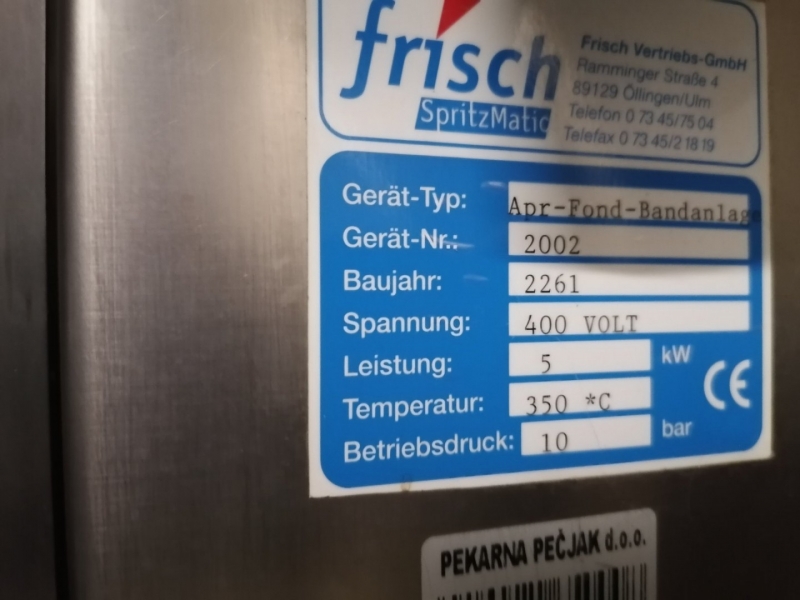 frisch
SpritzMatic
Frisch Vertriebs-GmbH
Ramminger Straße 4
89129 Öllingen/Ulm
Telefon 0 73 45/75 04
Telefax 0 73 45/2 18 19
Gerät-Typ: Apr-Fond-Bandanlage
Gerät-Nr.: 2002
Baujahr: 2261
Spannung: 400 VOLT
Leistung: 5 kW
Temperatur: 350 *C
Betriebsdruck: 10 bar
CE
PEKARNA PEČJAK d.o.o.